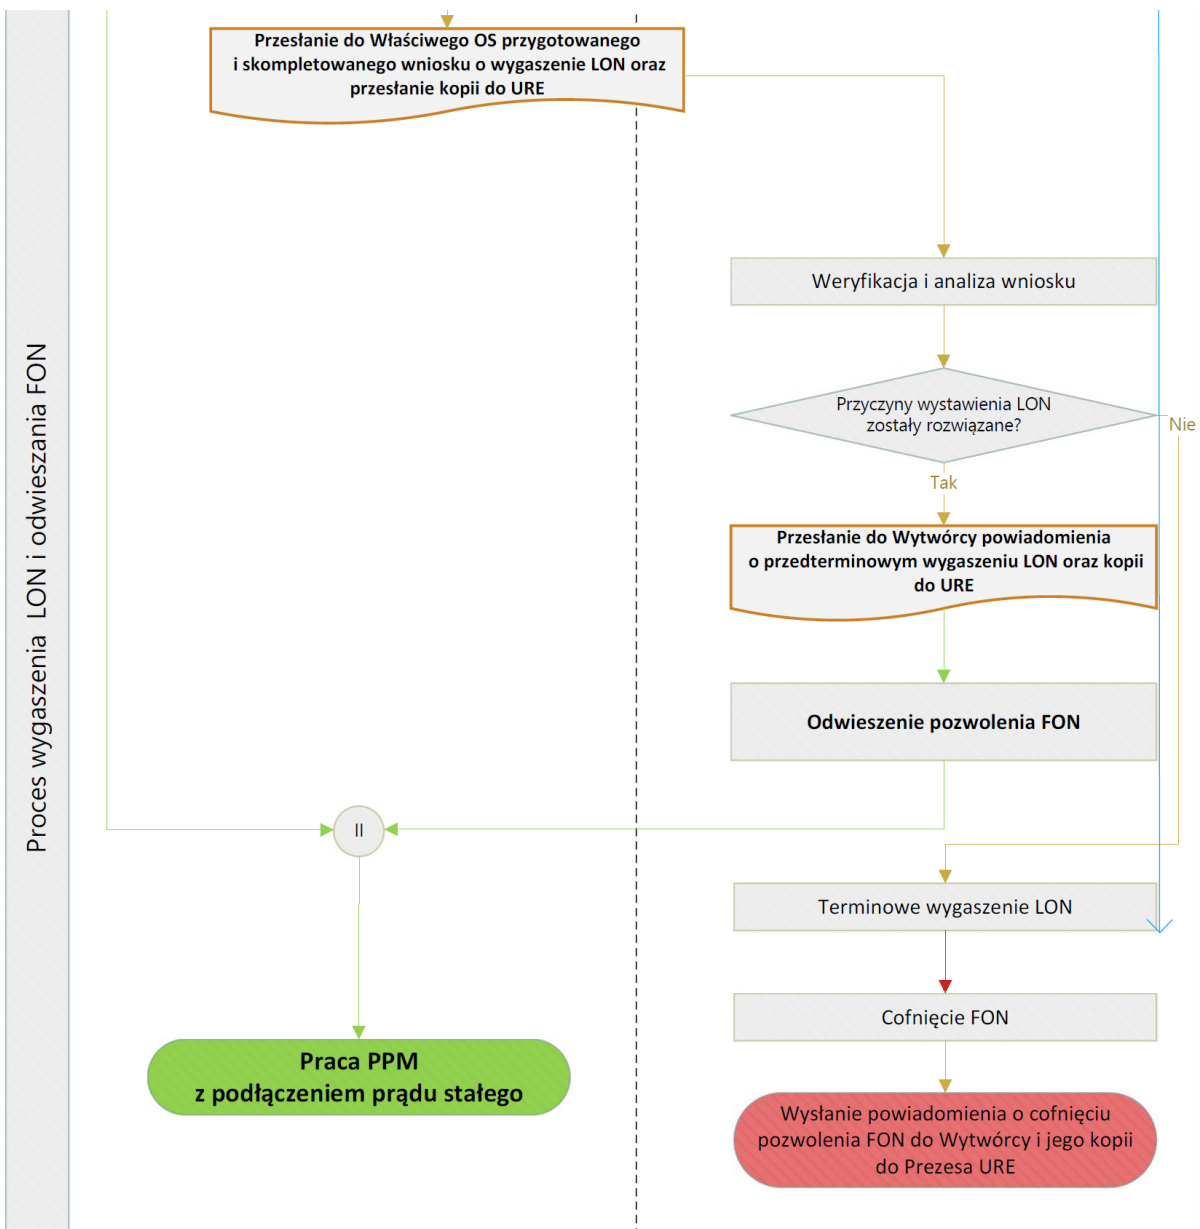 Proces wygaszenia LON i odwieszania FON
Przesłanie do Właściwego OS przygotowanego
i skompletowanego wniosku o wygaszenie LON oraz
przesłanie kopii do URE
Weryfikacja i analiza wniosku
Przyczyny wystawienia LON
zostały rozwiązane?
Nie
Tak
Przesłanie do Wytwórcy powiadomienia
o przedterminowym wygaszeniu LON oraz kopii
do URE
Odwieszenie pozwolenia FON
II
Terminowe wygaszenie LON
Cofnięcie FON
Praca PPM
z podłączeniem prądu stałego
Wysłanie powiadomienia o cofnięciu
pozwolenia FON do Wytwórcy i jego kopii
do Prezesa URE